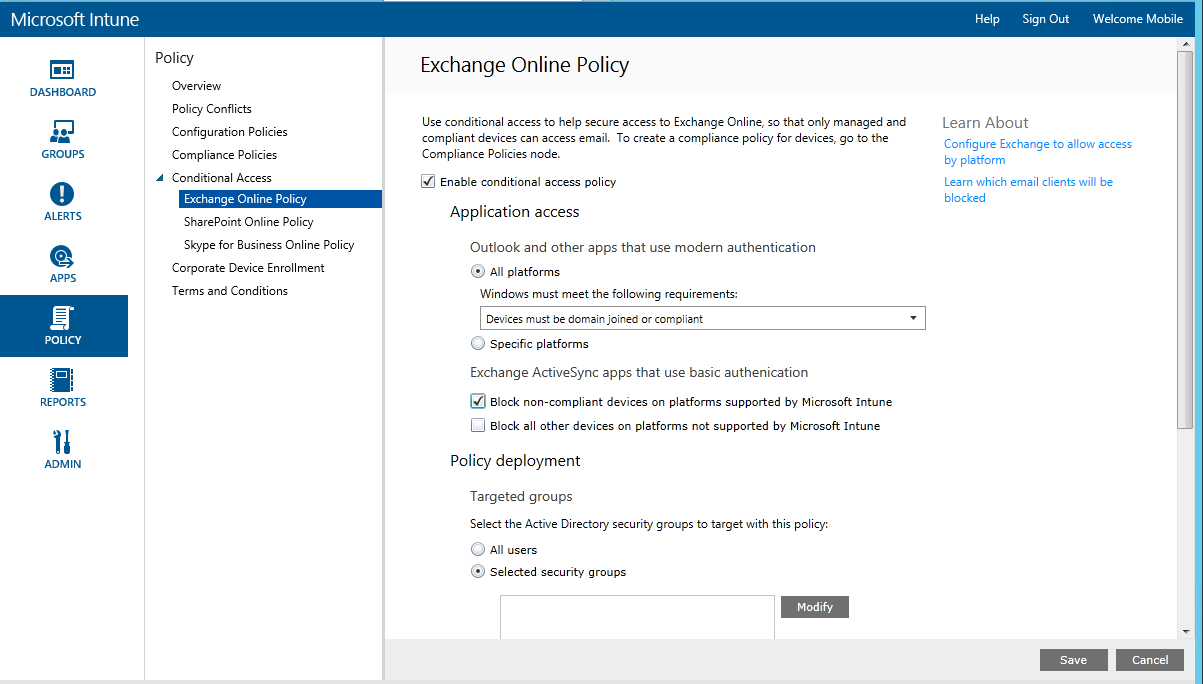 Microsoft Intune
Help Sign Out Welcome Mobile
DASHBOARD
GROUPS
ALERTS
APPS
POLICY
REPORTS
ADMIN
Policy
Overview
Policy Conflicts
Configuration Policies
Compliance Policies
Conditional Access
Exchange Online Policy
SharePoint Online Policy
Skype for Business Online Policy
Corporate Device Enrollment
Terms and Conditions
Exchange Online Policy
Use conditional access to help secure access to Exchange Online, so that only managed and
compliant devices can access email. To create a compliance policy for devices, go to the
Compliance Policies node.
Enable conditional access policy
Application access
Outlook and other apps that use modern authentication
All platforms
Windows must meet the following requirements:
Devices must be domain joined or compliant
Specific platforms
Exchange ActiveSync apps that use basic authenication
Block non-compliant devices on platforms supported by Microsoft Intune
Block all other devices on platforms not supported by Microsoft Intune
Policy deployment
Targeted groups
Select the Active Directory security groups to target with this policy:
All users
Selected security groups
Modify
Learn About
Configure Exchange to allow access
by platform
Learn which email clients will be
blocked
Save Cancel